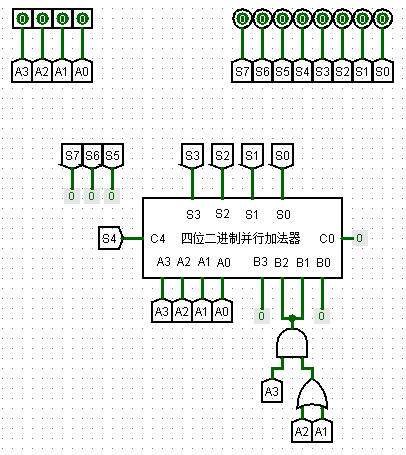 0 0 0 0 0 0 0 0 0 0 0 0
A3 A2 A1 A0 S7 S6 S5 S4 S3 S2 S1 S0
S7 S6 S5 S3 S2 S1 S0
0 0 0
S3 S2 S1 S0
S4 C4 四位二进制并行加法器 C0 0
A3 A2 A1 A0 B3 B2 B1 B0
A3 A2 A1 A0 0 0
A3
A2 A1